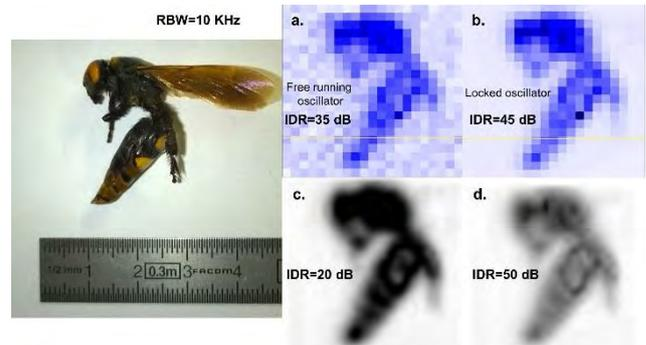 RBW=10 KHz
a.
b.
Free running
oscillator
IDR=35 dB
Locked oscillator
IDR=45 dB
c.
d.
IDR=20 dB
IDR=50 dB
1/2 mm 1 2 0.3m 3 FACOM 4